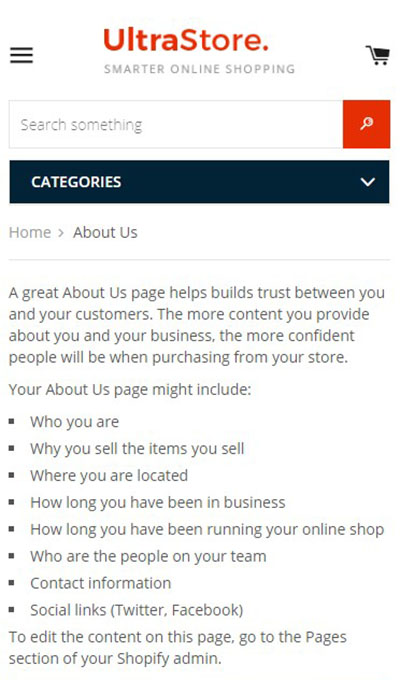 UltraStore.
SMARTER ONLINE SHOPPING
Search something
CATEGORIES
Home > About Us
A great About Us page helps builds trust between you
and your customers. The more content you provide
about you and your business, the more confident
people will be when purchasing from your store.
Your About Us page might include:
Who you are
Why you sell the items you sell
Where you are located
How long you have been in business
How long you have been running your online shop
Who are the people on your team
Contact information
Social links (Twitter, Facebook)
To edit the content on this page, go to the Pages
section of your Shopify admin.